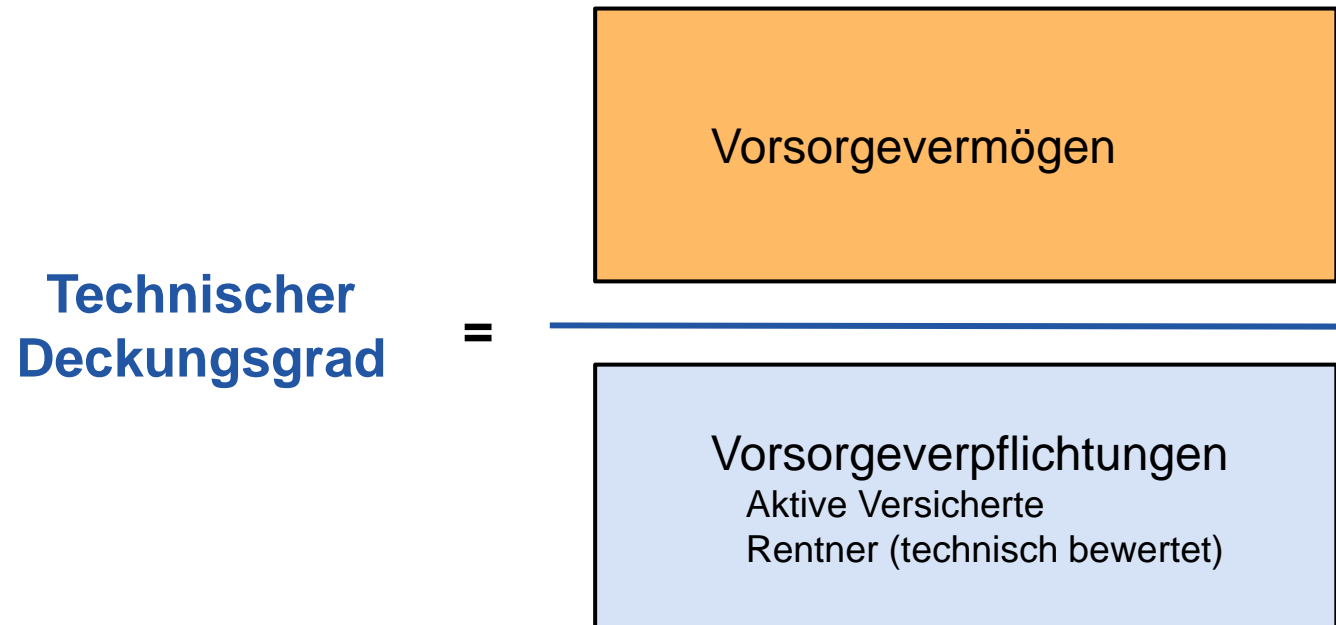 Technischer
Deckungsgrad
=
Vorsorgevermögen
Vorsorgeverpflichtungen
Aktive Versicherte
Rentner (technisch bewertet)